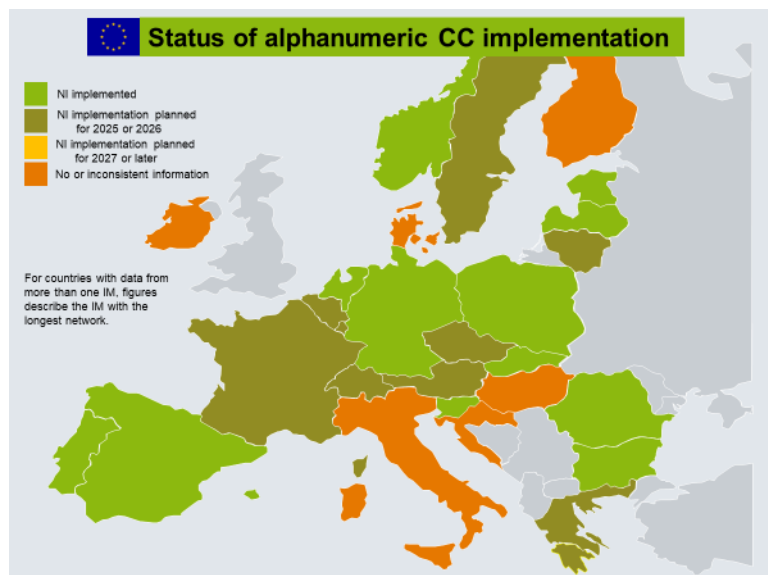 Status of alphanumeric CC implementation
NI implemented
NI implementation planned
for 2025 or 2026
NI implementation planned
for 2027 or later
No or inconsistent information
For countries with data from
more than one IM, figures
describe the IM with the
longest network.